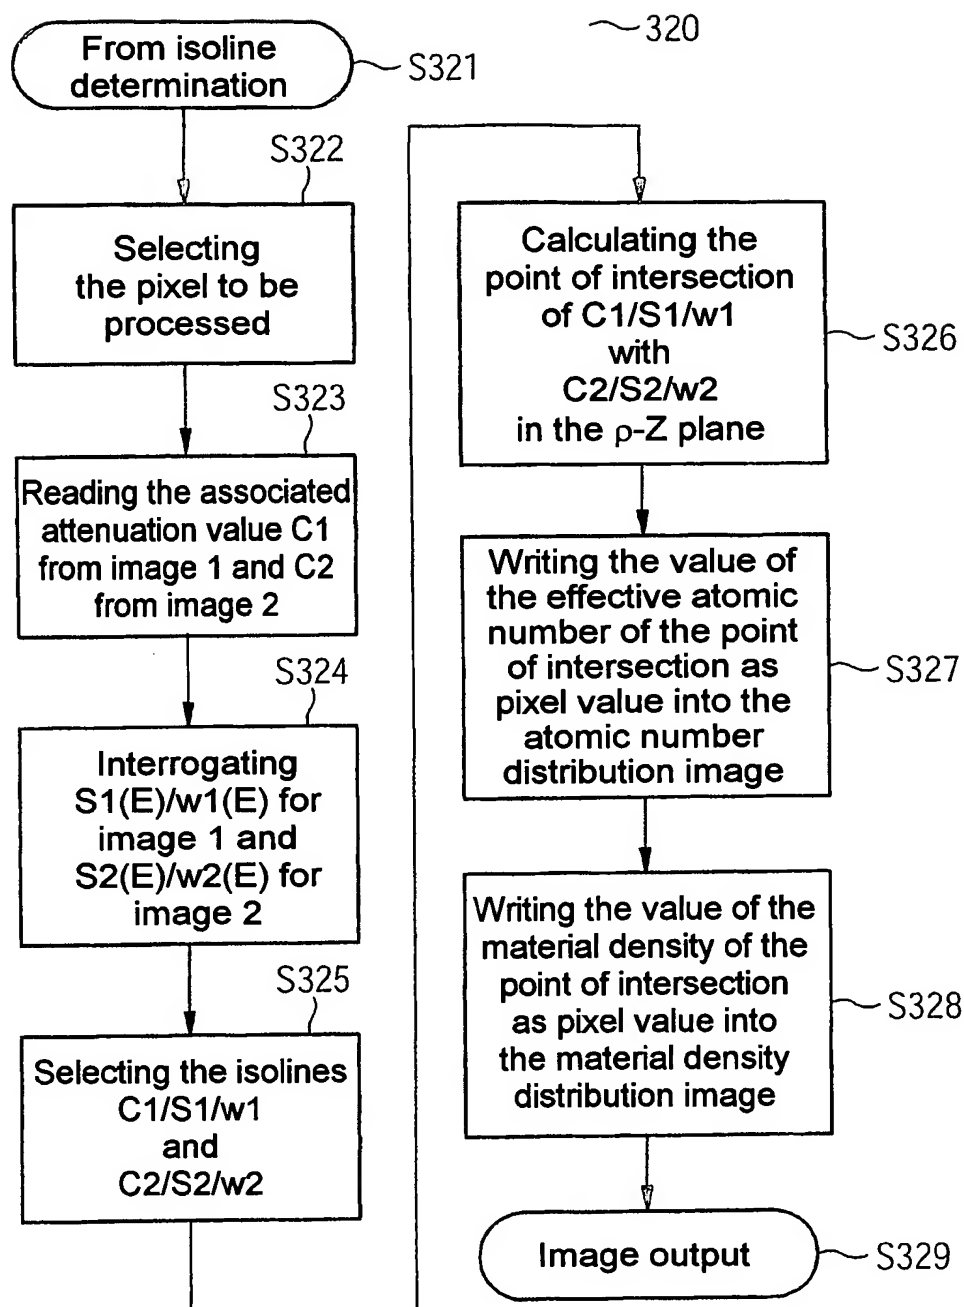 320
From isoline
determination
S321
S322
Selecting
the pixel to be
processed
S323
Reading the associated
attenuation value C1
from image 1 and C2
from image 2
S324
Interrogating
S1(E)/w1(E) for
image 1 and
S2(E)/w2(E) for
image 2
S325
Selecting the isolines
C1/S1/w1
and
C2/S2/w2
Calculating the
point of intersection
of C1/S1/w1
with
C2/S2/w2
in the ρ-Z plane
S326
Writing the value of
the effective atomic
number of the point
of intersection as
pixel value into the
atomic number
distribution image
S327
Writing the value of the
material density of the
point of intersection
as pixel value into
the material density
distribution image
S328
Image output
S329